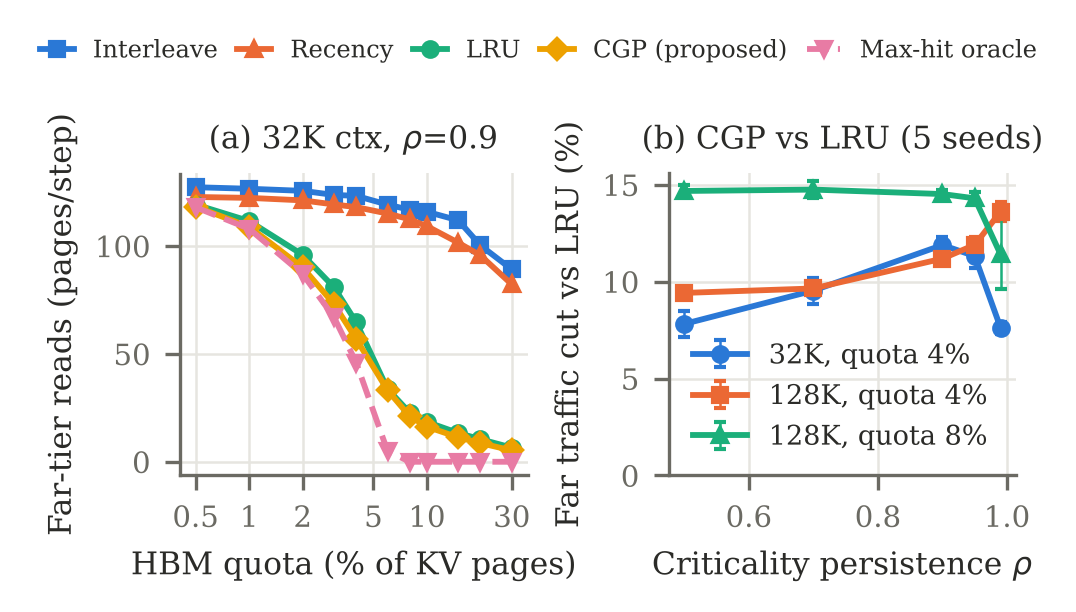 Interleave Recency LRU CGP (proposed) Max-hit oracle
(a) 32K ctx, ρ=0.9
Far-tier reads (pages/step)
100
50
0
0.5 1 2 5 10 30
HBM quota (% of KV pages)
(b) CGP vs LRU (5 seeds)
Far traffic cut vs LRU (%)
15
10
5
0
32K, quota 4%
128K, quota 4%
128K, quota 8%
0.6 0.8 1.0
Criticality persistence ρ